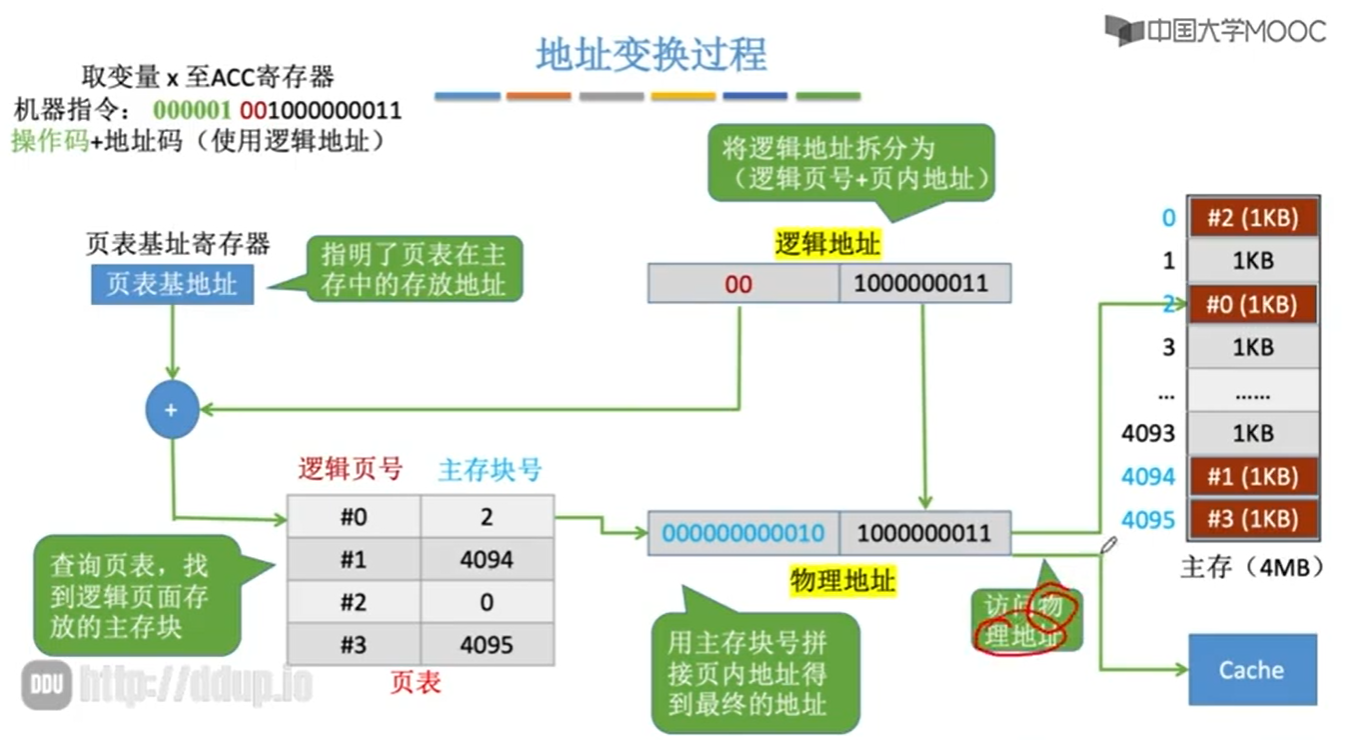 中国大学MOOC
地址变换过程
取变量 x 至ACC寄存器
机器指令： 000001 001000000011
操作码+地址码（使用逻辑地址）
将逻辑地址拆分为
（逻辑页号+页内地址）
逻辑地址
00 1000000011
页表基址寄存器
页表基地址
指明了页表在主
存中的存放地址
+
逻辑页号 主存块号
#0 2
#1 4094
#2 0
#3 4095
页表
查询页表，找
到逻辑页面存
放的主存块
000000000010 1000000011
物理地址
用主存块号拼
接页内地址得
到最终的地址
访问物
理地址
0 #2 (1KB)
1 1KB
2 #0 (1KB)
3 1KB
... ......
4093 1KB
4094 #1 (1KB)
4095 #3 (1KB)
主存（4MB）
Cache
DDU http://ddup.io